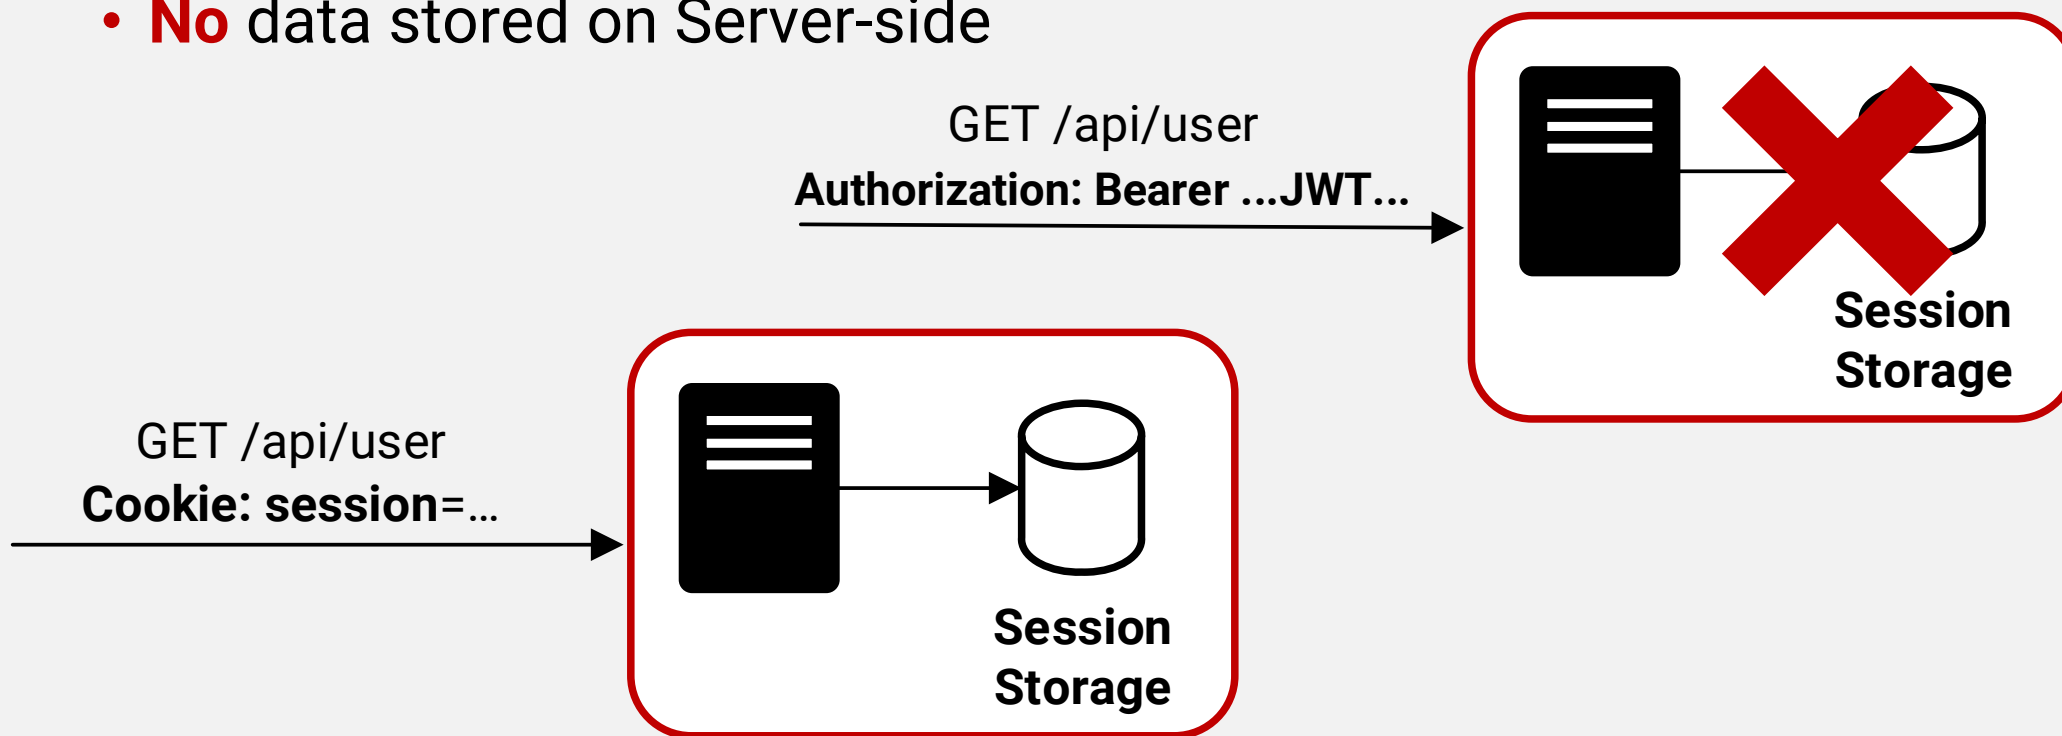 • No data stored on Server-side
GET /api/user
Authorization: Bearer ...JWT...
Session
Storage
GET /api/user
Cookie: session=...
Session
Storage